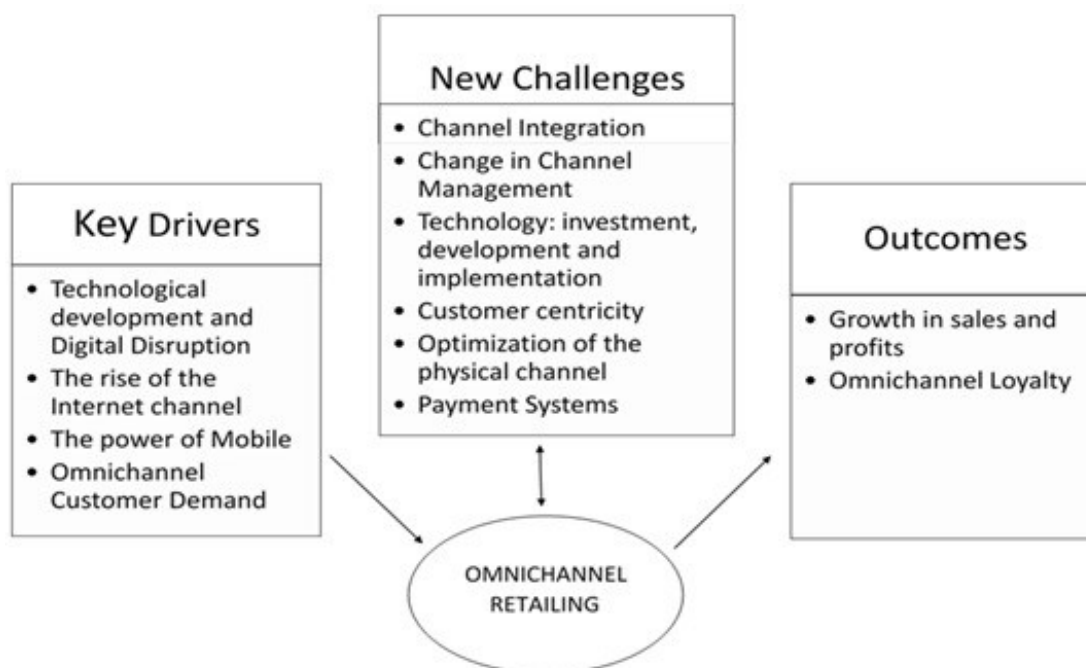 Key Drivers
• Technological
development and
Digital Disruption
• The rise of the
Internet channel
• The power of Mobile
• Omnichannel
Customer Demand
New Challenges
• Channel Integration
• Change in Channel
Management
• Technology: investment,
development and
implementation
• Customer centricity
• Optimization of the
physical channel
• Payment Systems
Outcomes
• Growth in sales and
profits
• Omnichannel Loyalty
OMNICHANNEL
RETAILING